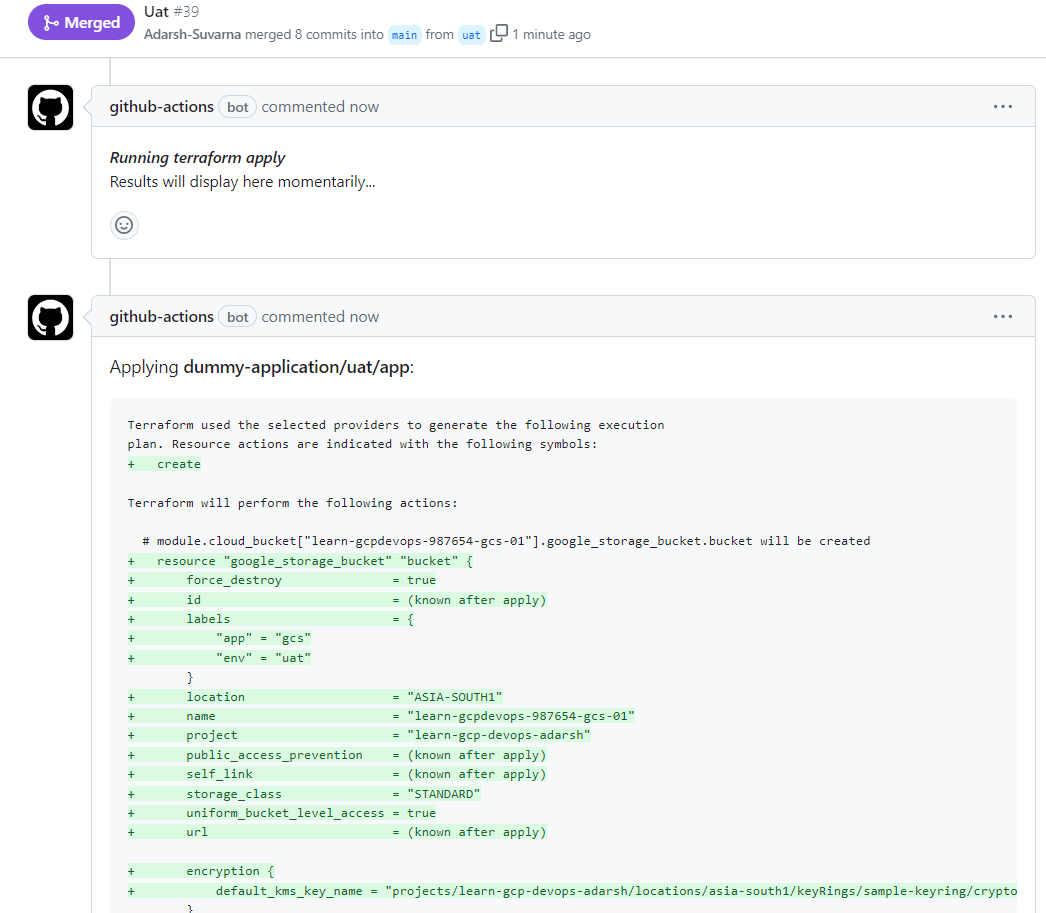 Merged
Uat #39
Adarsh-Suvarna merged 8 commits into main from uat 1 minute ago
github-actions bot commented now
Running terraform apply
Results will display here momentarily...
github-actions bot commented now
Applying dummy-application/uat/app:
Terraform used the selected providers to generate the following execution
plan. Resource actions are indicated with the following symbols:
+   create
Terraform will perform the following actions:
  # module.cloud_bucket["learn-gcpdevops-987654-gcs-01"].google_storage_bucket.bucket will be created
+   resource "google_storage_bucket" "bucket" {
+       force_destroy               = true
+       id                          = (known after apply)
+       labels                      = {
+           "app" = "gcs"
+           "env" = "uat"
        }
+       location                    = "ASIA-SOUTH1"
+       name                        = "learn-gcpdevops-987654-gcs-01"
+       project                     = "learn-gcp-devops-adarsh"
+       public_access_prevention    = (known after apply)
+       self_link                   = (known after apply)
+       storage_class               = "STANDARD"
+       uniform_bucket_level_access = true
+       url                         = (known after apply)
+       encryption {
+           default_kms_key_name = "projects/learn-gcp-devops-adarsh/locations/asia-south1/keyRings/sample-keyring/crypto
        }